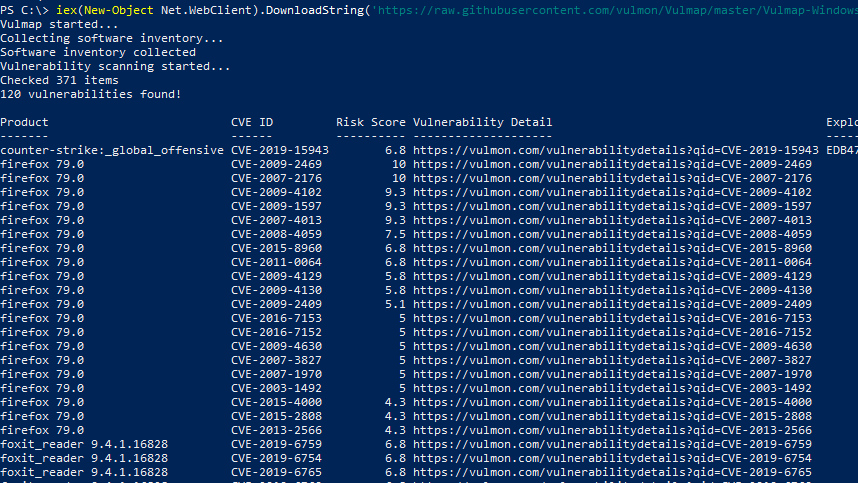 PS C:\> iex(New-Object Net.WebClient).DownloadString('https://raw.githubusercontent.com/vulmon/Vulmap/master/Vulmap-Windows
Vulmap started...
Collecting software inventory...
Software inventory collected
Vulnerability scanning started...
Checked 371 items
120 vulnerabilities found!
Product CVE ID Risk Score Vulnerability Detail Explo
------- ------ ---------- -------------------- -----
counter-strike:_global_offensive CVE-2019-15943 6.8 https://vulmon.com/vulnerabilitydetails?qid=CVE-2019-15943 EDB47
firefox 79.0 CVE-2009-2469 10 https://vulmon.com/vulnerabilitydetails?qid=CVE-2009-2469
firefox 79.0 CVE-2007-2176 10 https://vulmon.com/vulnerabilitydetails?qid=CVE-2007-2176
firefox 79.0 CVE-2009-4102 9.3 https://vulmon.com/vulnerabilitydetails?qid=CVE-2009-4102
firefox 79.0 CVE-2009-1597 9.3 https://vulmon.com/vulnerabilitydetails?qid=CVE-2009-1597
firefox 79.0 CVE-2007-4013 9.3 https://vulmon.com/vulnerabilitydetails?qid=CVE-2007-4013
firefox 79.0 CVE-2008-4059 7.5 https://vulmon.com/vulnerabilitydetails?qid=CVE-2008-4059
firefox 79.0 CVE-2015-8960 6.8 https://vulmon.com/vulnerabilitydetails?qid=CVE-2015-8960
firefox 79.0 CVE-2011-0064 6.8 https://vulmon.com/vulnerabilitydetails?qid=CVE-2011-0064
firefox 79.0 CVE-2009-4129 5.8 https://vulmon.com/vulnerabilitydetails?qid=CVE-2009-4129
firefox 79.0 CVE-2009-4130 5.8 https://vulmon.com/vulnerabilitydetails?qid=CVE-2009-4130
firefox 79.0 CVE-2009-2409 5.1 https://vulmon.com/vulnerabilitydetails?qid=CVE-2009-2409
firefox 79.0 CVE-2016-7153 5 https://vulmon.com/vulnerabilitydetails?qid=CVE-2016-7153
firefox 79.0 CVE-2016-7152 5 https://vulmon.com/vulnerabilitydetails?qid=CVE-2016-7152
firefox 79.0 CVE-2009-4630 5 https://vulmon.com/vulnerabilitydetails?qid=CVE-2009-4630
firefox 79.0 CVE-2007-3827 5 https://vulmon.com/vulnerabilitydetails?qid=CVE-2007-3827
firefox 79.0 CVE-2007-1970 5 https://vulmon.com/vulnerabilitydetails?qid=CVE-2007-1970
firefox 79.0 CVE-2003-1492 5 https://vulmon.com/vulnerabilitydetails?qid=CVE-2003-1492
firefox 79.0 CVE-2015-4000 4.3 https://vulmon.com/vulnerabilitydetails?qid=CVE-2015-4000
firefox 79.0 CVE-2015-2808 4.3 https://vulmon.com/vulnerabilitydetails?qid=CVE-2015-2808
firefox 79.0 CVE-2013-2566 4.3 https://vulmon.com/vulnerabilitydetails?qid=CVE-2013-2566
foxit_reader 9.4.1.16828 CVE-2019-6759 6.8 https://vulmon.com/vulnerabilitydetails?qid=CVE-2019-6759
foxit_reader 9.4.1.16828 CVE-2019-6754 6.8 https://vulmon.com/vulnerabilitydetails?qid=CVE-2019-6754
foxit_reader 9.4.1.16828 CVE-2019-6765 6.8 https://vulmon.com/vulnerabilitydetails?qid=CVE-2019-6765